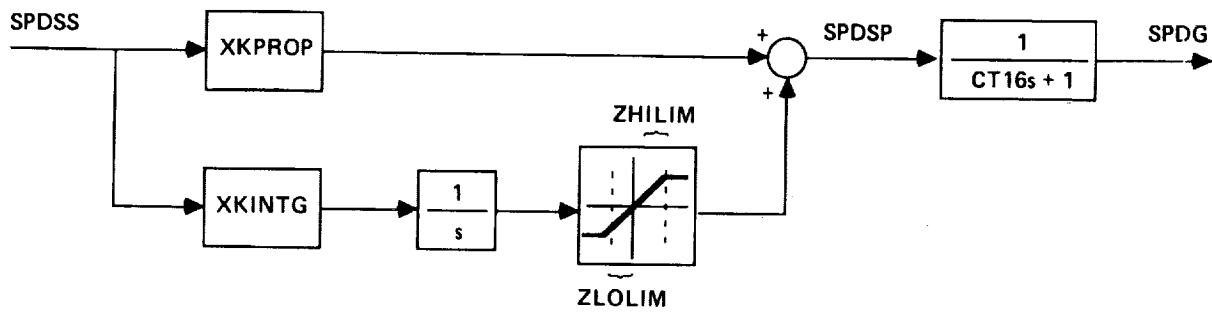 SPDSS
XKPROP
+
+
SPDSP
1
CT16s + 1
SPDG
XKINTG
1
s
ZHILIM
ZLOLIM